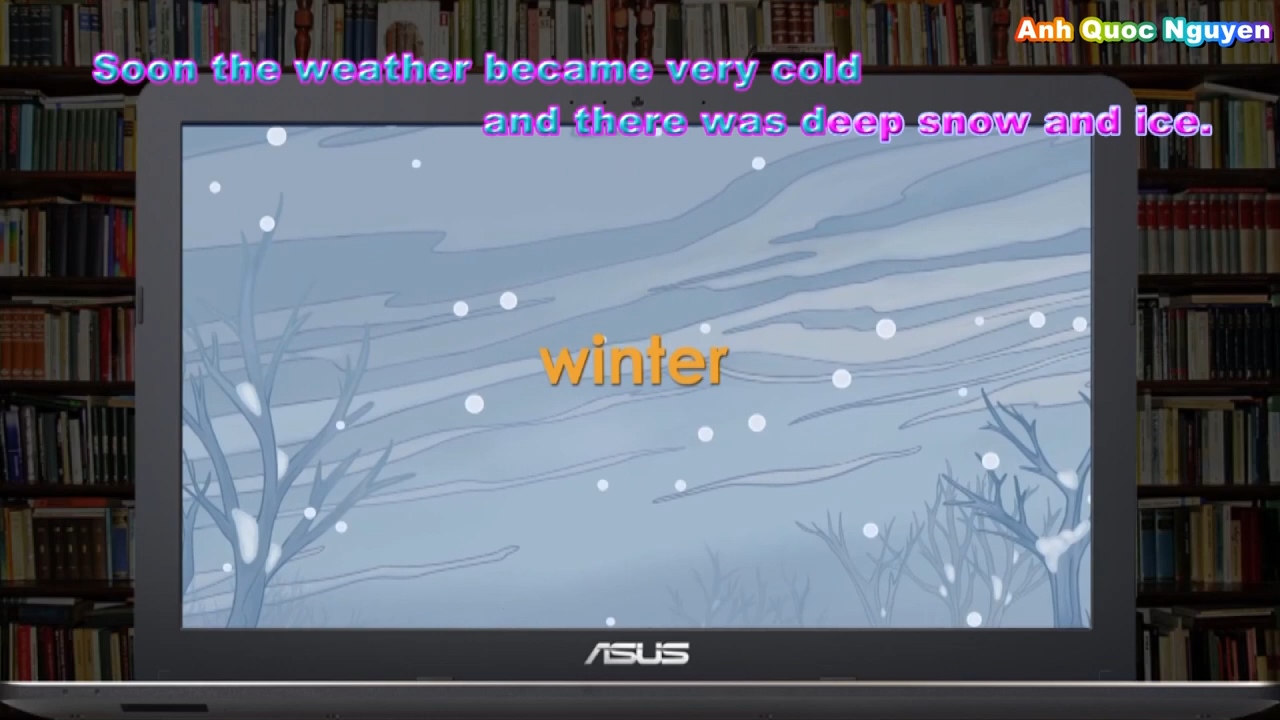 Anh Quoc Nguyen
Soon the weather became very cold
and there was deep snow and ice.
winter
ASUS